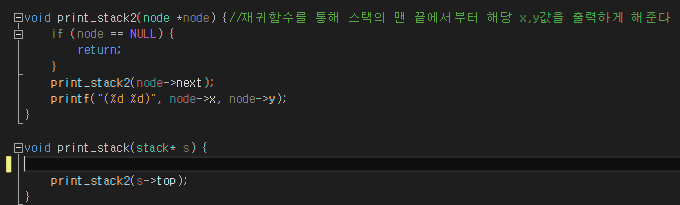 void print_stack2(node *node) {//재귀함수를 통해 스택의 맨 끝에서부터 해당 x,y값을 출력하게 해준다
if (node == NULL) {
return;
}
print_stack2(node->next);
printf("(%d %d)", node->x, node->y);
}
void print_stack(stack* s) {
print_stack2(s->top);
}